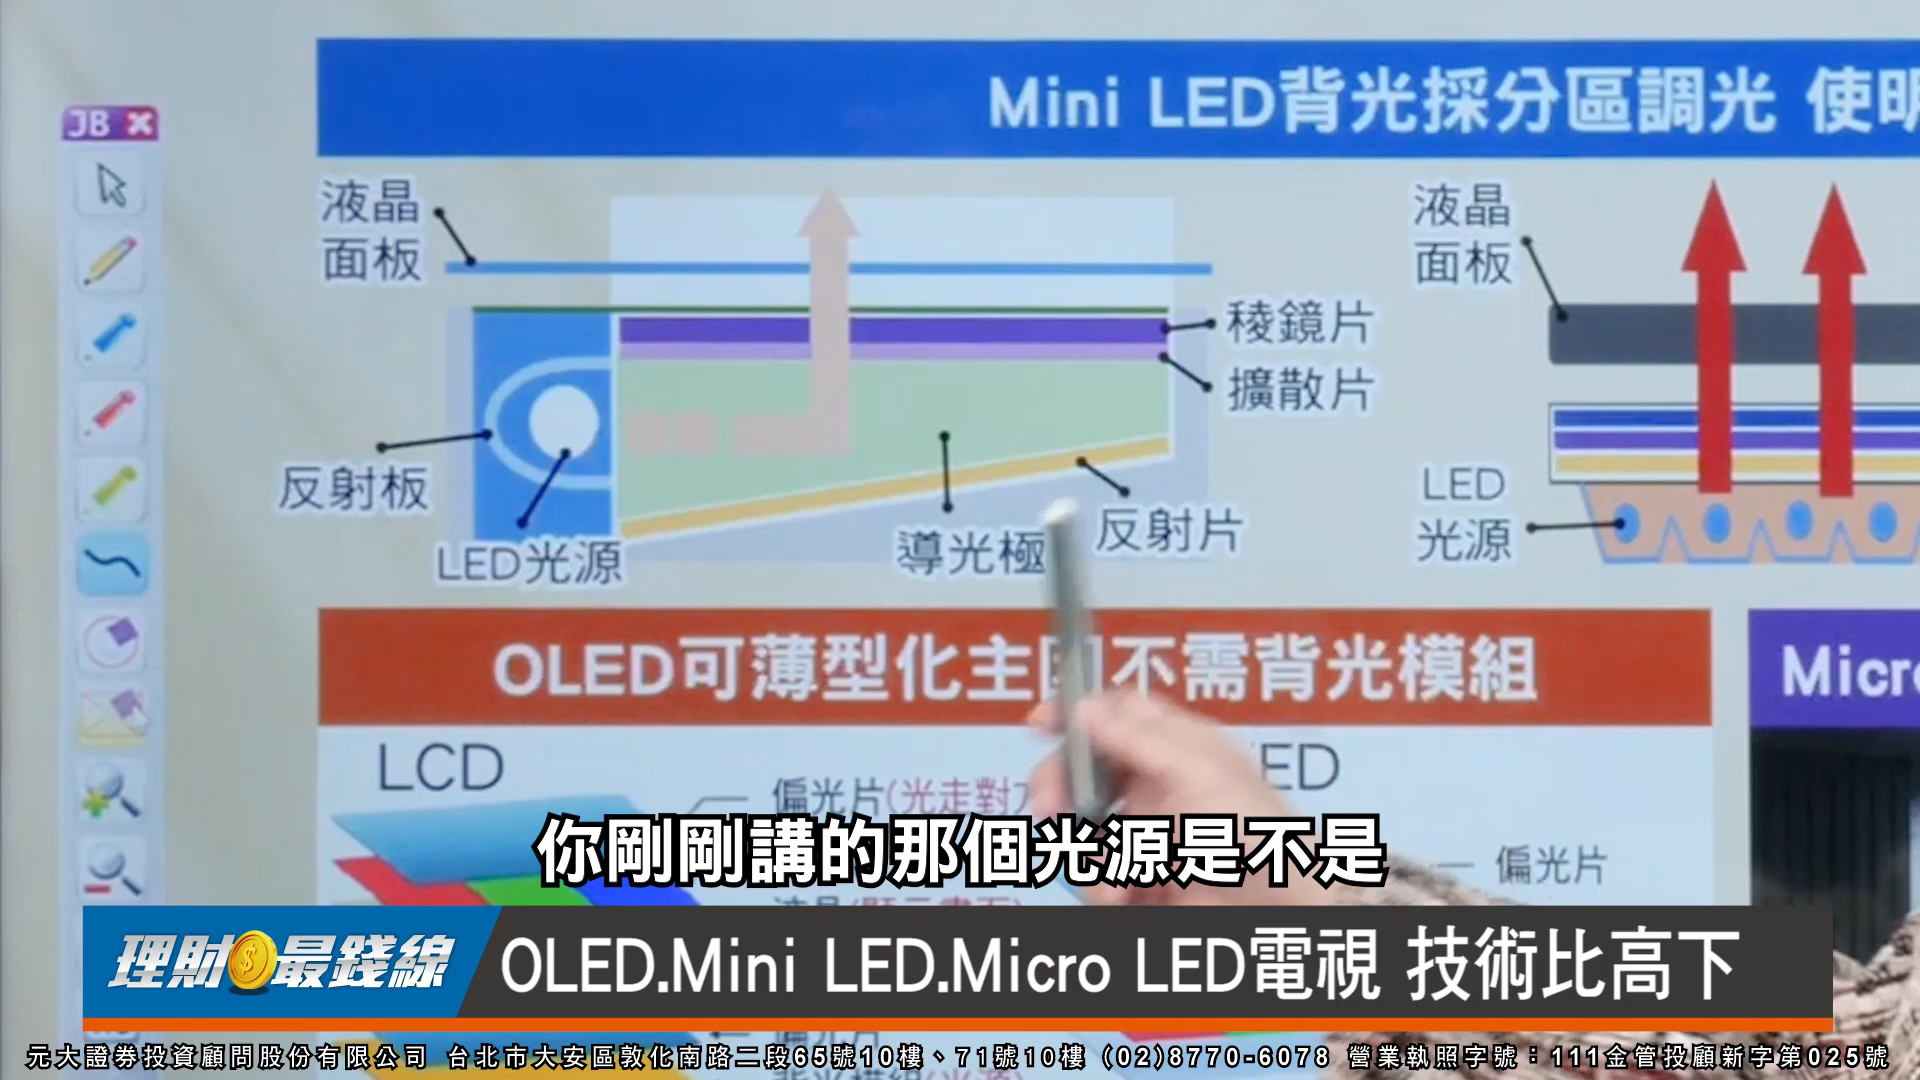 JB
Mini LED背光採分區調光 使明
液晶
面板
稜鏡片
擴散片
反射板
LED光源
導光極
反射片
液晶
面板
LED
光源
OLED可薄型化主因不需背光模組
Micro
LCD
ED
偏光片(光走對方
偏光片
你剛剛講的那個光源是不是
理財最錢線
OLED.Mini LED.Micro LED電視 技術比高下
元大證券投資顧問股份有限公司 台北市大安區敦化南路二段65號10樓、71號10樓 (02)8770-6078 營業執照字號：111金管投顧新字第025號